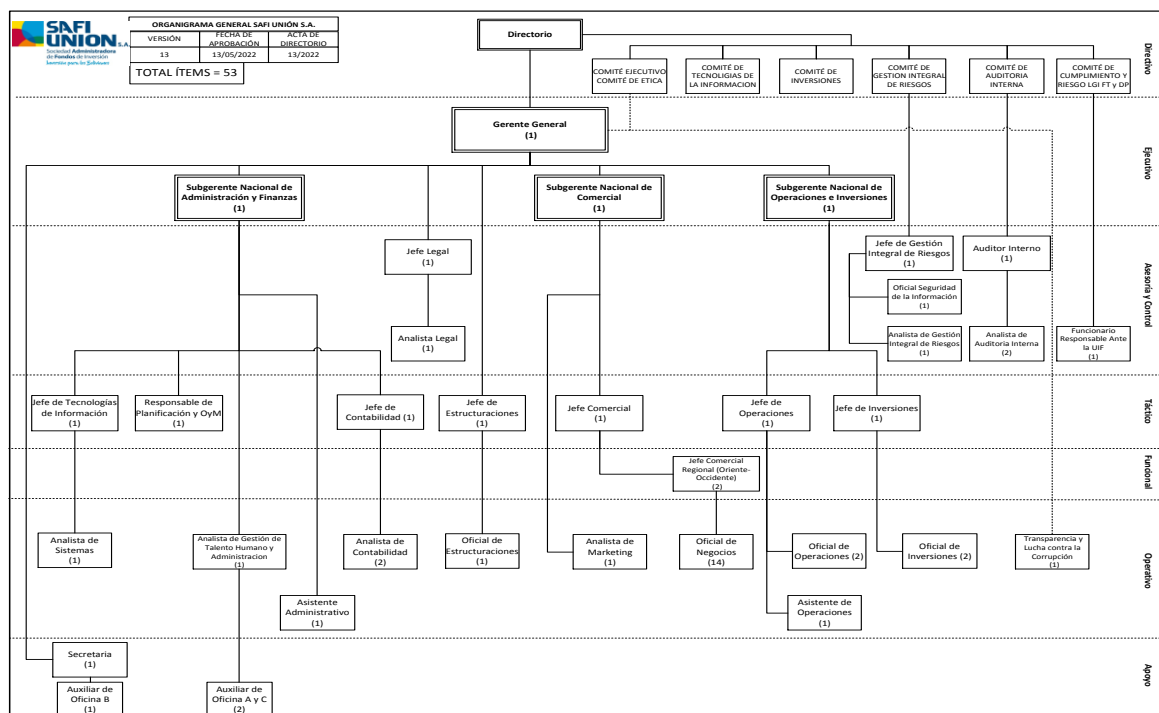 SAFI
UNION S.A.
Sociedad Administradora
de Fondos de Inversión
Inversión para los Bolivianos
ORGANIGRAMA GENERAL SAFI UNIÓN S.A.
VERSIÓN
FECHA DE
APROBACIÓN
ACTA DE
DIRECTORIO
13
13/05/2022
13/2022
TOTAL ÍTEMS = 53
Directorio
Directivo
COMITÉ EJECUTIVO
COMITÉ DE ETICA
COMITÉ DE
TECNOLIGIAS DE
LA INFORMACION
COMITÉ DE
INVERSIONES
COMITÉ DE
GESTION INTEGRAL
DE RIESGOS
COMITÉ DE
AUDITORIA
INTERNA
COMITÉ DE
CUMPLIMIENTO Y
RIESGO LGI FT y DP
Gerente General
(1)
Ejecutivo
Subgerente Nacional de
Administración y Finanzas
(1)
Subgerente Nacional de
Comercial
(1)
Subgerente Nacional de
Operaciones e Inversiones
(1)
Jefe Legal
(1)
Jefe de Gestión
Integral de Riesgos
(1)
Auditor Interno
(1)
Asesoria y Control
Oficial Seguridad
de la Información
(1)
Analista Legal
(1)
Analista de Gestión
Integral de Riesgos
(1)
Analista de
Auditoria Interna
(2)
Funcionario
Responsable Ante
la UIF
(1)
Jefe de Tecnologías
de Información
(1)
Responsable de
Planificación y OyM
(1)
Jefe de
Contabilidad (1)
Jefe de
Estructuraciones
(1)
Jefe Comercial
(1)
Jefe de
Operaciones
(1)
Jefe de Inversiones
(1)
Táctico
Jefe Comercial
Regional (Oriente-
Occidente)
(2)
Funcional
Analista de
Sistemas
(1)
Analista de Gestión de
Talento Humano y
Administracion
(1)
Analista de
Contabilidad
(2)
Oficial de
Estructuraciones
(1)
Analista de
Marketing
(1)
Oficial de
Negocios
(14)
Oficial de
Operaciones (2)
Oficial de
Inversiones (2)
Transparencia y
Lucha contra la
Corrupción
(1)
Operativo
Asistente
Administrativo
(1)
Asistente de
Operaciones
(1)
Secretaria
(1)
Apoyo
Auxiliar de
Oficina B
(1)
Auxiliar de
Oficina A y C
(2)